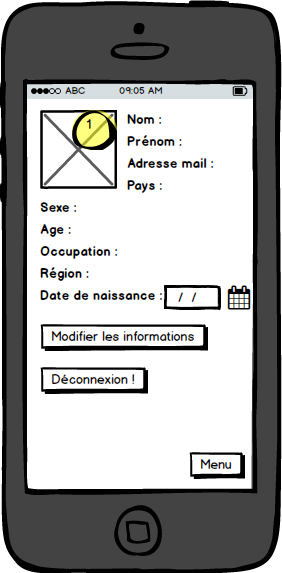 ABC 09:05 AM
1
Nom :
Prénom :
Adresse mail :
Pays :
Sexe :
Age :
Occupation :
Région :
Date de naissance : / /
Modifier les informations
Déconnexion !
Menu